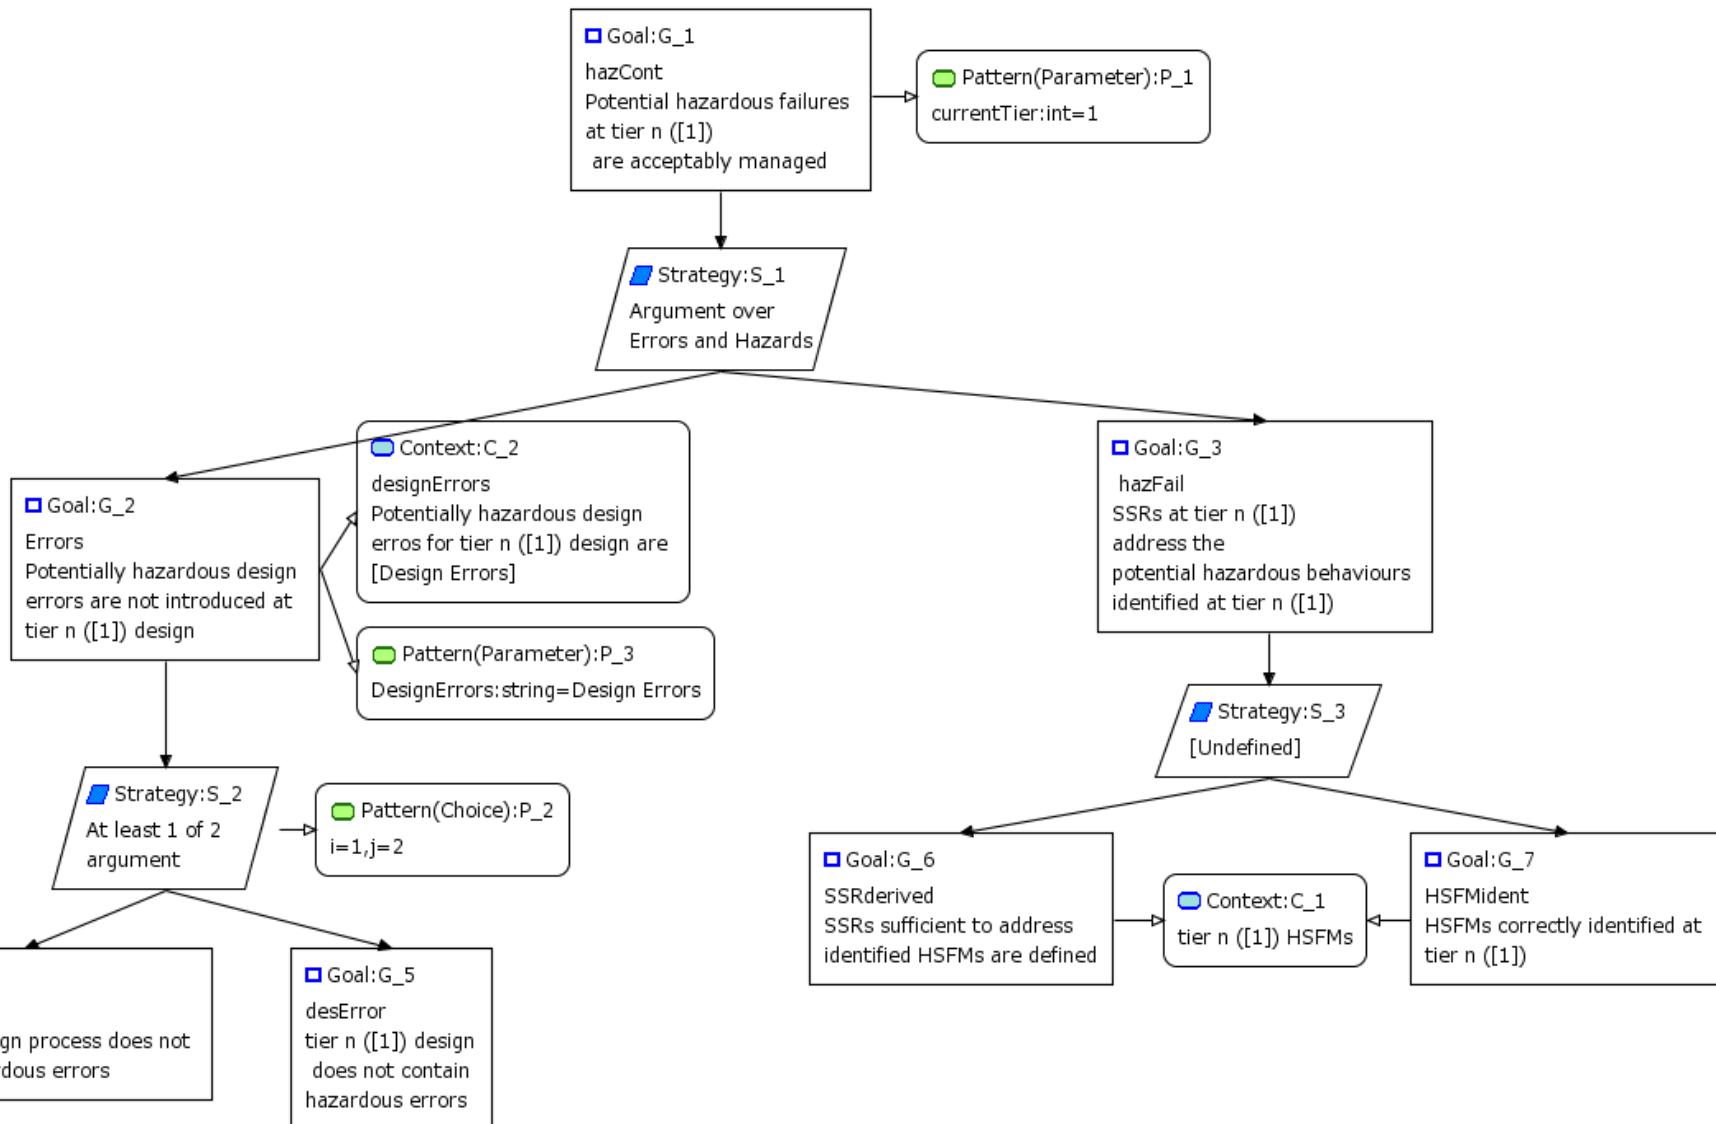 Goal:G_1
hazCont
Potential hazardous failures
at tier n ([1])
are acceptably managed
Pattern(Parameter):P_1
currentTier:int=1
Strategy:S_1
Argument over
Errors and Hazards
Goal:G_2
Errors
Potentially hazardous design
errors are not introduced at
tier n ([1]) design
Context:C_2
designErrors
Potentially hazardous design
erros for tier n ([1]) design are
[Design Errors]
Pattern(Parameter):P_3
DesignErrors:string=Design Errors
Goal:G_3
hazFail
SSRs at tier n ([1])
address the
potential hazardous behaviours
identified at tier n ([1])
Strategy:S_2
At least 1 of 2
argument
Pattern(Choice):P_2
i=1,j=2
Strategy:S_3
[Undefined]
process does not
errors
Goal:G_5
desError
tier n ([1]) design
does not contain
hazardous errors
Goal:G_6
SSRderived
SSRs sufficient to address
identified HSFMs are defined
Context:C_1
tier n ([1]) HSFMs
Goal:G_7
HSFMident
HSFMs correctly identified at
tier n ([1])